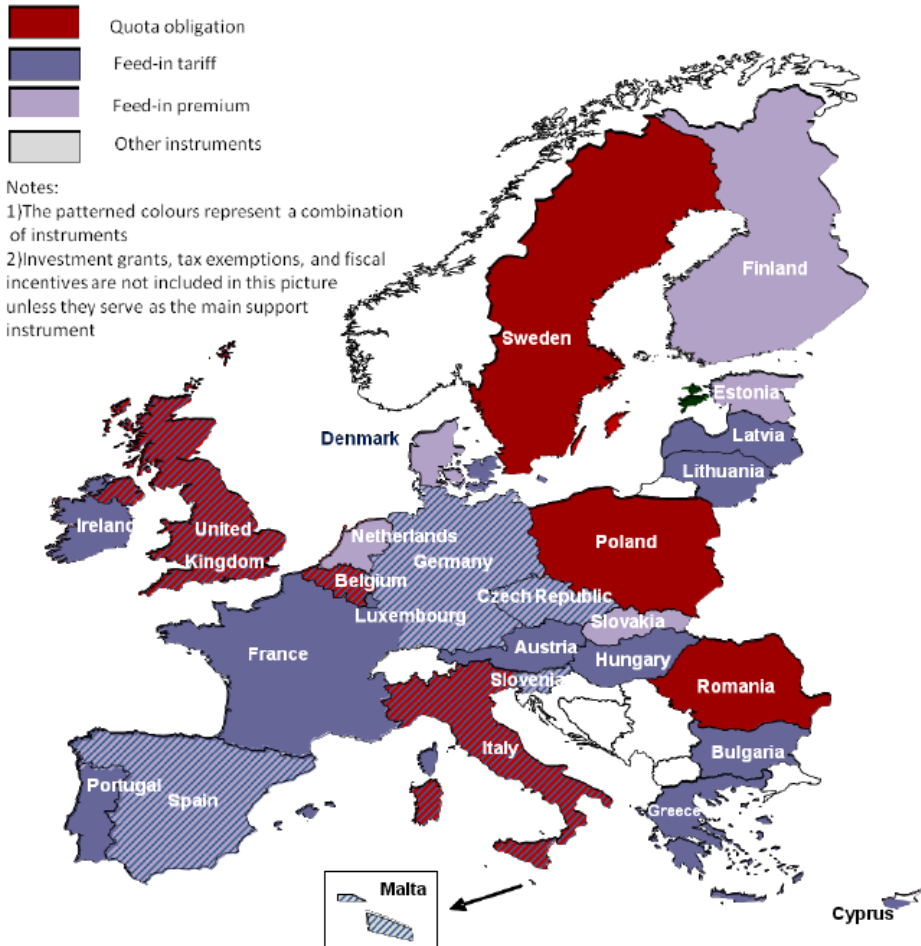 Quota obligation
Feed-in tariff
Feed-in premium
Other instruments
Notes:
1)The patterned colours represent a combination
of instruments
2)Investment grants, tax exemptions, and fiscal
incentives are not included in this picture
unless they serve as the main support
instrument
Finland
Sweden
Estonia
Denmark
Latvia
Lithuania
Ireland
United
Kingdom
Netherlands
Poland
Germany
Belgium
Czech Republic
Luxembourg
Slovakia
France
Austria
Hungary
Slovenia
Romania
Italy
Bulgaria
Portugal
Spain
Greece
Malta
Cyprus